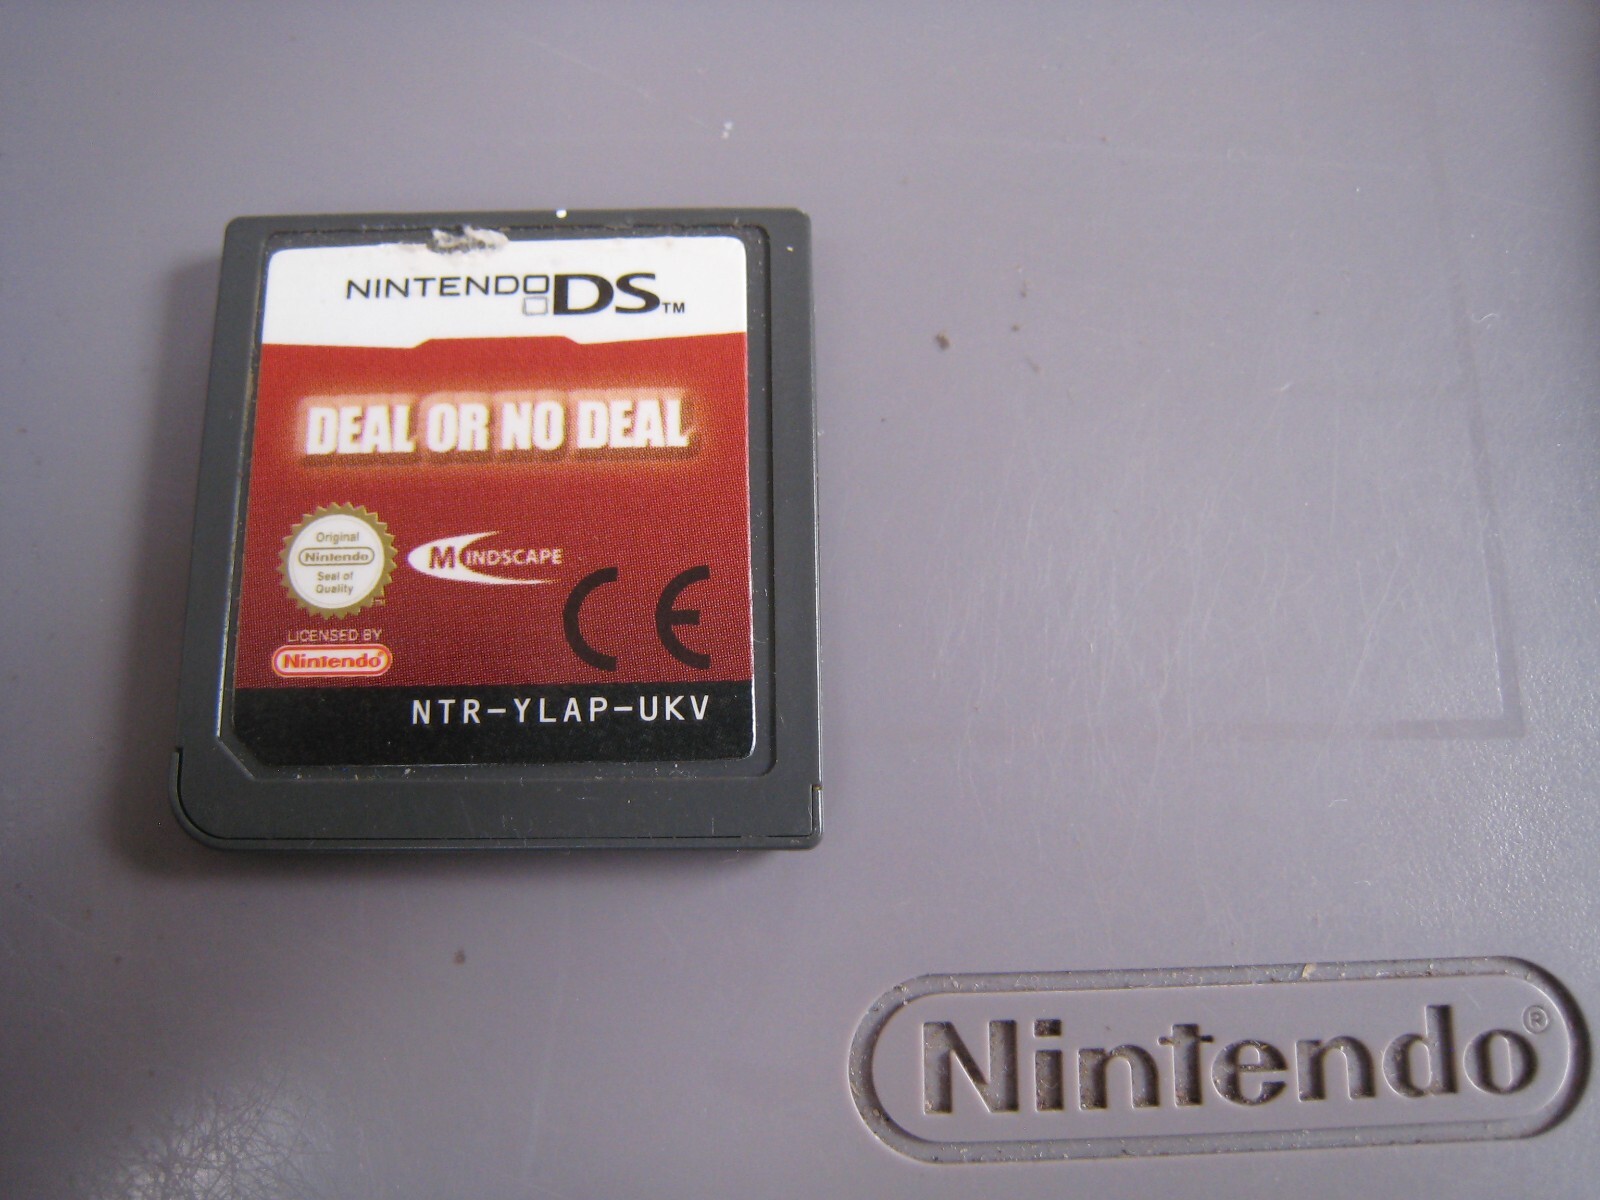 NINTENDO DS™
DEAL OR NO DEAL
Original
Nintendo
Seal of
Quality
MINDSCAPE
CE
LICENSED BY
Nintendo®
NTR-YLAP-UKV
Nintendo®